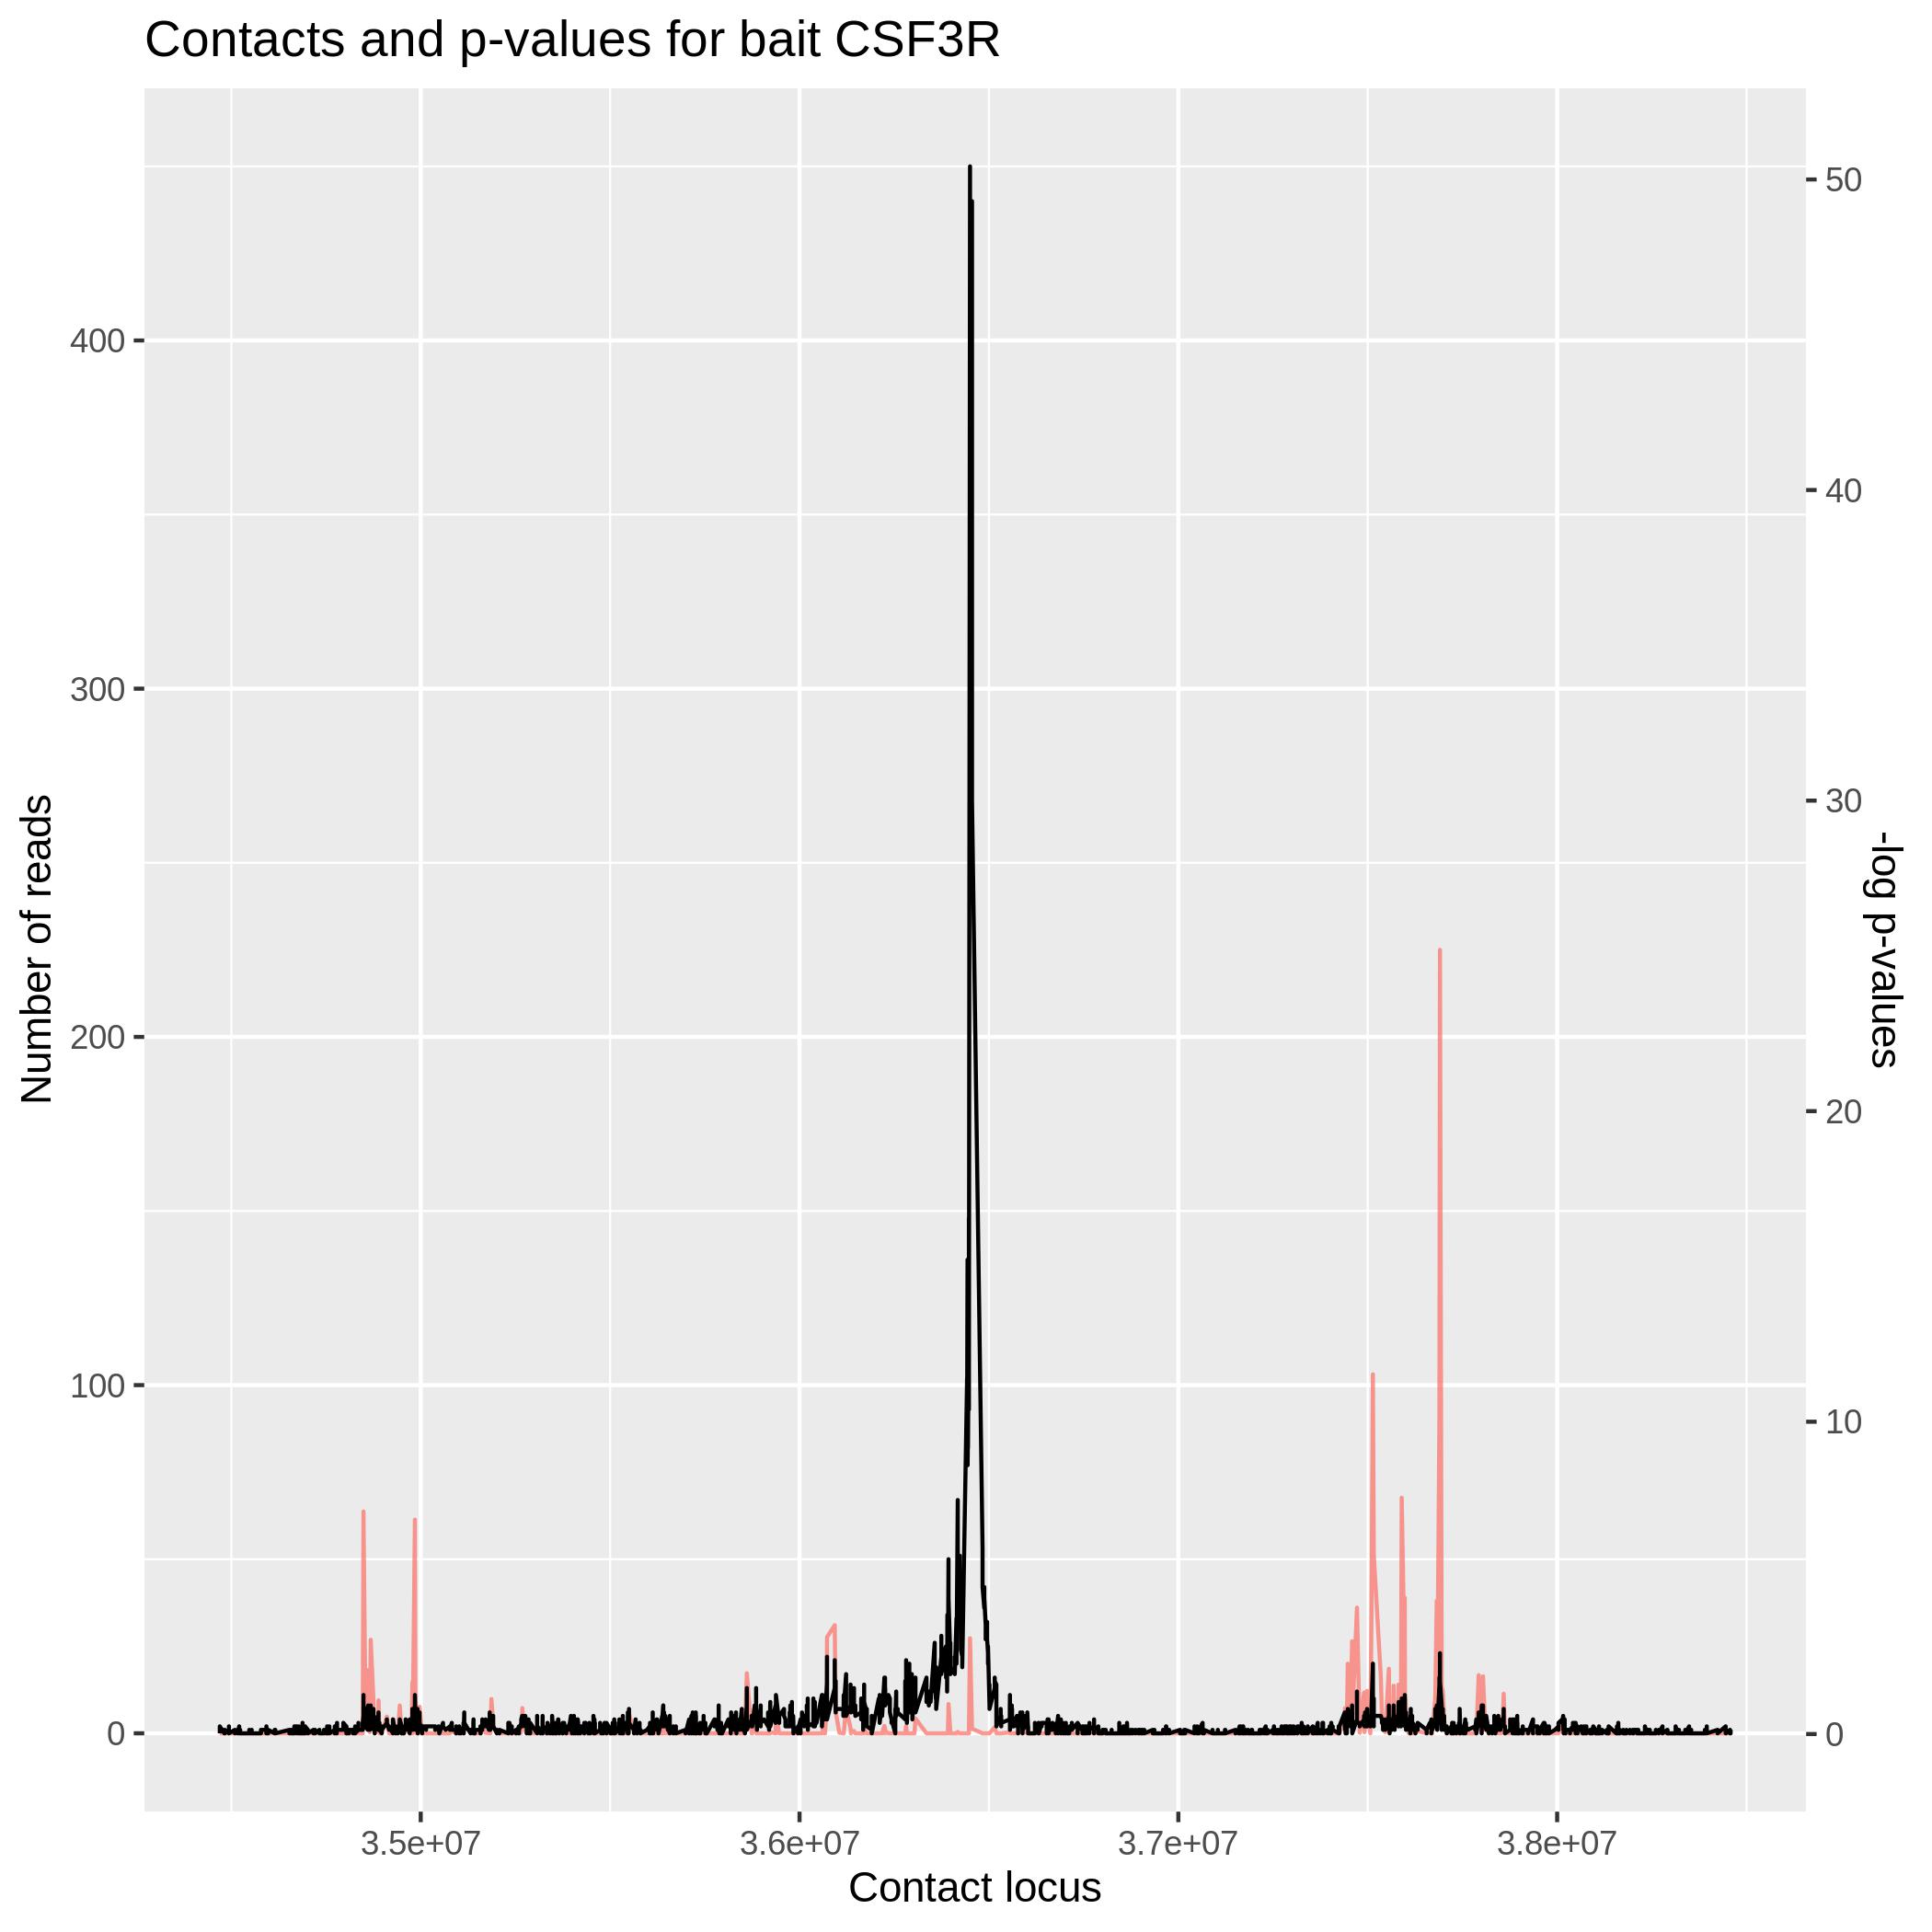 Contacts and p-values for bait CSF3R
Number of reads
400
300
200
100
0
50
40
30
20
10
0
-log p-values
3.5e+07
3.6e+07
3.7e+07
3.8e+07
Contact locus